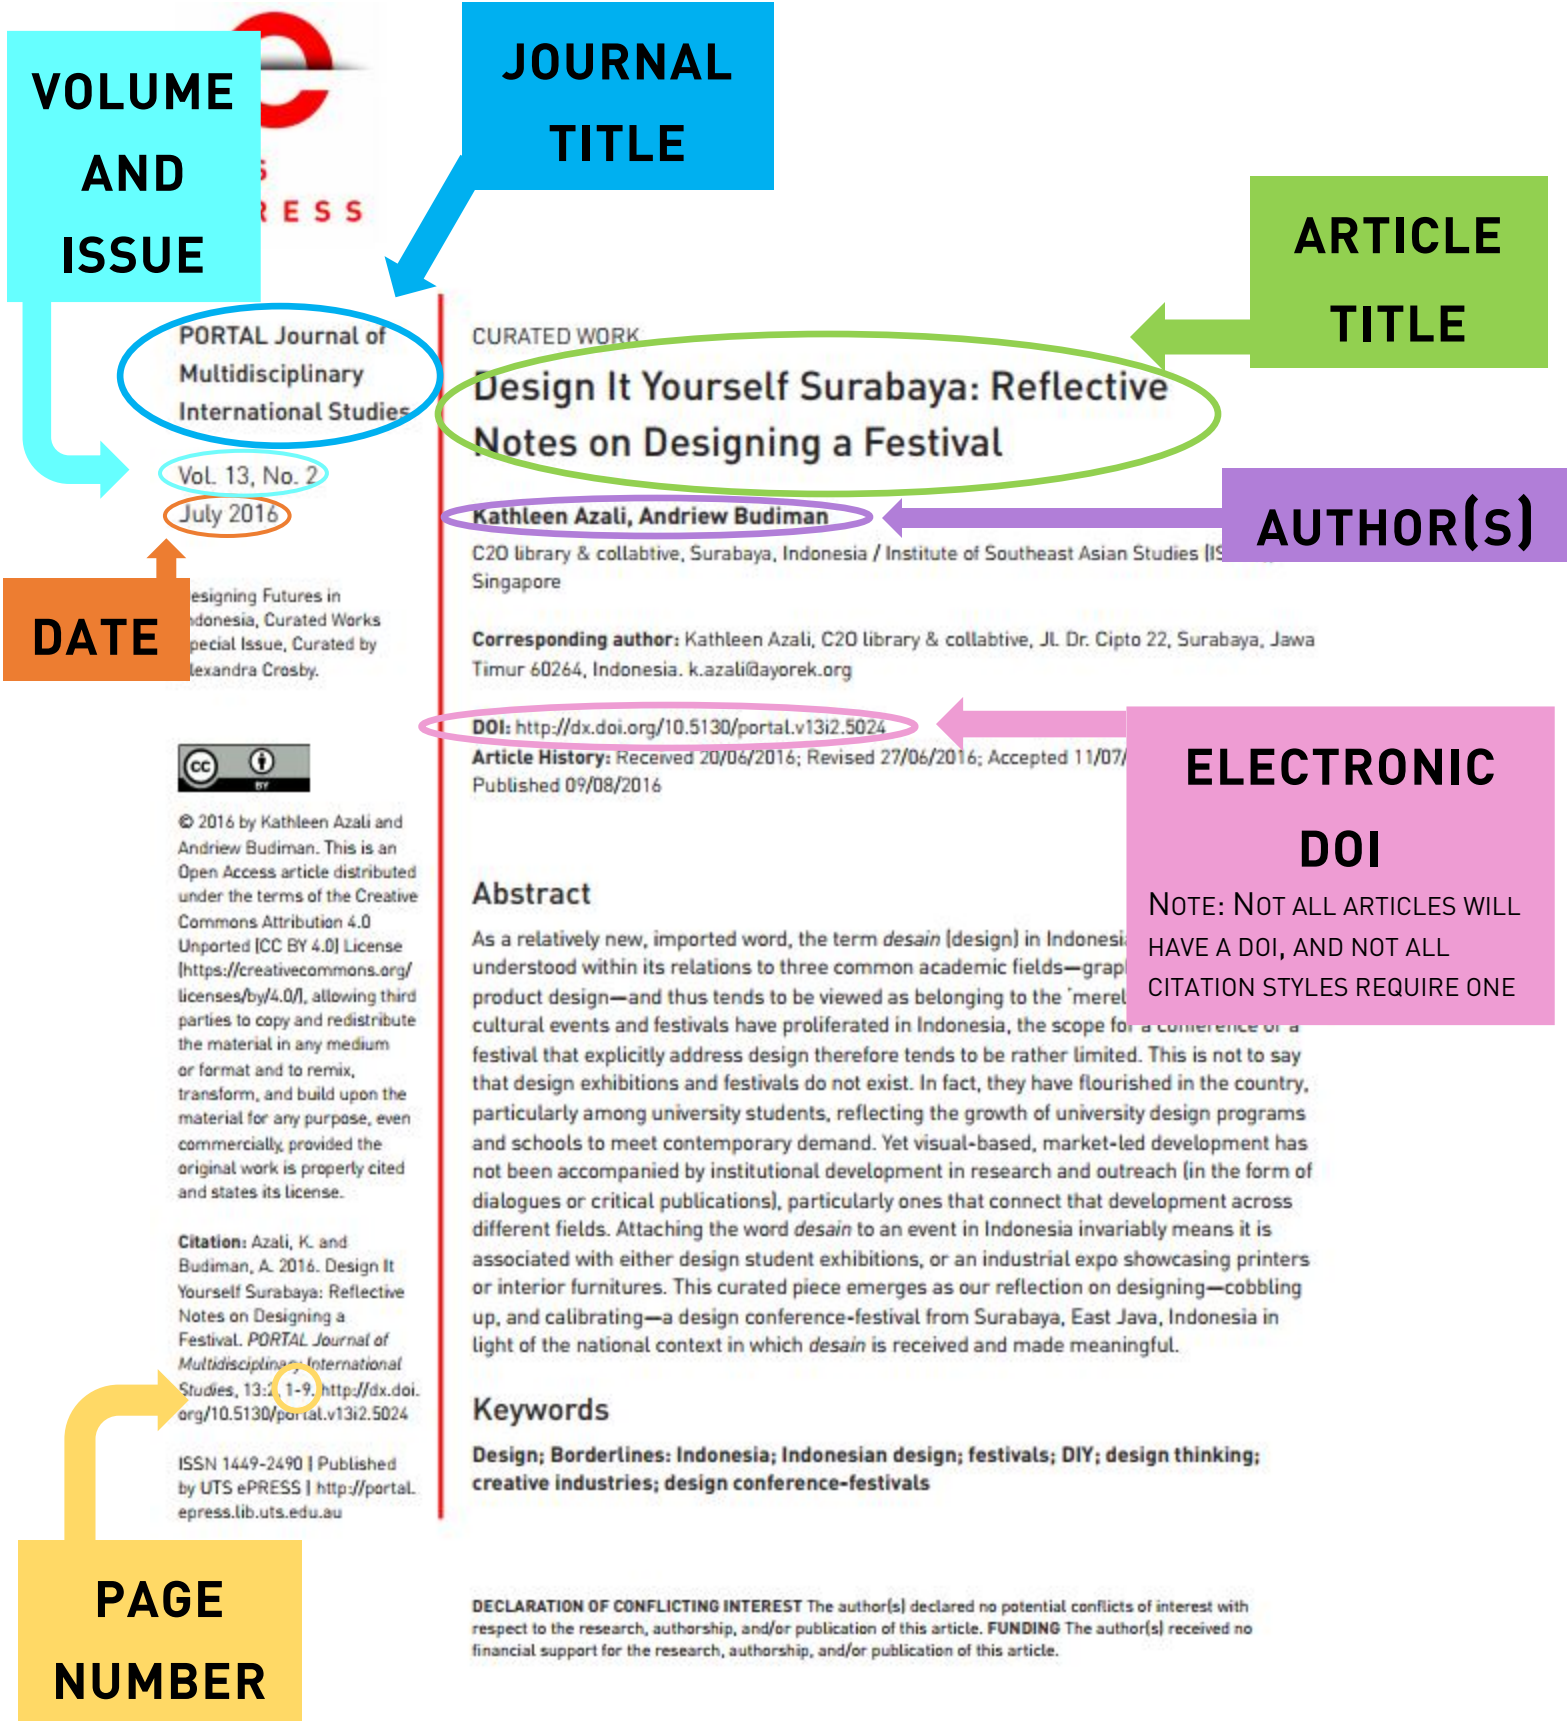 VOLUME
AND
ISSUE
JOURNAL
TITLE
ARTICLE
TITLE
RESS
PORTAL Journal of
Multidisciplinary
International Studies
Vol. 13, No. 2
July 2016
DATE
esigning Futures in
donesia, Curated Works
pecial Issue, Curated by
lexandra Crosby.
© 2016 by Kathleen Azali and
Andriew Budiman. This is an
Open Access article distributed
under the terms of the Creative
Commons Attribution 4.0
Unported (CC BY 4.0) License
(https://creativecommons.org/
licenses/by/4.0/), allowing third
parties to copy and redistribute
the material in any medium
or format and to remix,
transform, and build upon the
material for any purpose, even
commercially, provided the
original work is properly cited
and states its license.
Citation: Azali, K. and
Budiman, A. 2016. Design It
Yourself Surabaya: Reflective
Notes on Designing a
Festival. PORTAL Journal of
Multidisciplinary International
Studies, 13:2, 1-9. http://dx.doi.
org/10.5130/portal.v13i2.5024
ISSN 1449-2490 | Published
by UTS ePRESS | http://portal.
epress.lib.uts.edu.au
PAGE
NUMBER
CURATED WORK
Design It Yourself Surabaya: Reflective
Notes on Designing a Festival
Kathleen Azali, Andriew Budiman
AUTHOR(S)
C2O library & collabtive, Surabaya, Indonesia / Institute of Southeast Asian Studies
Singapore
Corresponding author: Kathleen Azali, C2O library & collabtive, Jl. Dr. Cipto 22, Surabaya, Jawa
Timur 60264, Indonesia. k.azali@ayorek.org
DOI: http://dx.doi.org/10.5130/portal.v13i2.5024
Article History: Received 20/06/2016; Revised 27/06/2016; Accepted 11/07/
Published 09/08/2016
ELECTRONIC
DOI
NOTE: NOT ALL ARTICLES WILL
HAVE A DOI, AND NOT ALL
CITATION STYLES REQUIRE ONE
cc
BY
Abstract
As a relatively new, imported word, the term desain (design) in Indonesi
understood within its relations to three common academic fields—grap
product design—and thus tends to be viewed as belonging to the 'merel
cultural events and festivals have proliferated in Indonesia, the scope for a conference or a
festival that explicitly address design therefore tends to be rather limited. This is not to say
that design exhibitions and festivals do not exist. In fact, they have flourished in the country,
particularly among university students, reflecting the growth of university design programs
and schools to meet contemporary demand. Yet visual-based, market-led development has
not been accompanied by institutional development in research and outreach (in the form of
dialogues or critical publications), particularly ones that connect that development across
different fields. Attaching the word desain to an event in Indonesia invariably means it is
associated with either design student exhibitions, or an industrial expo showcasing printers
or interior furnitures. This curated piece emerges as our reflection on designing—cobbling
up, and calibrating—a design conference-festival from Surabaya, East Java, Indonesia in
light of the national context in which desain is received and made meaningful.
Keywords
Design; Borderlines: Indonesia; Indonesian design; festivals; DIY; design thinking;
creative industries; design conference-festivals
DECLARATION OF CONFLICTING INTEREST The author(s) declared no potential conflicts of interest with
respect to the research, authorship, and/or publication of this article. FUNDING The author(s) received no
financial support for the research, authorship, and/or publication of this article.